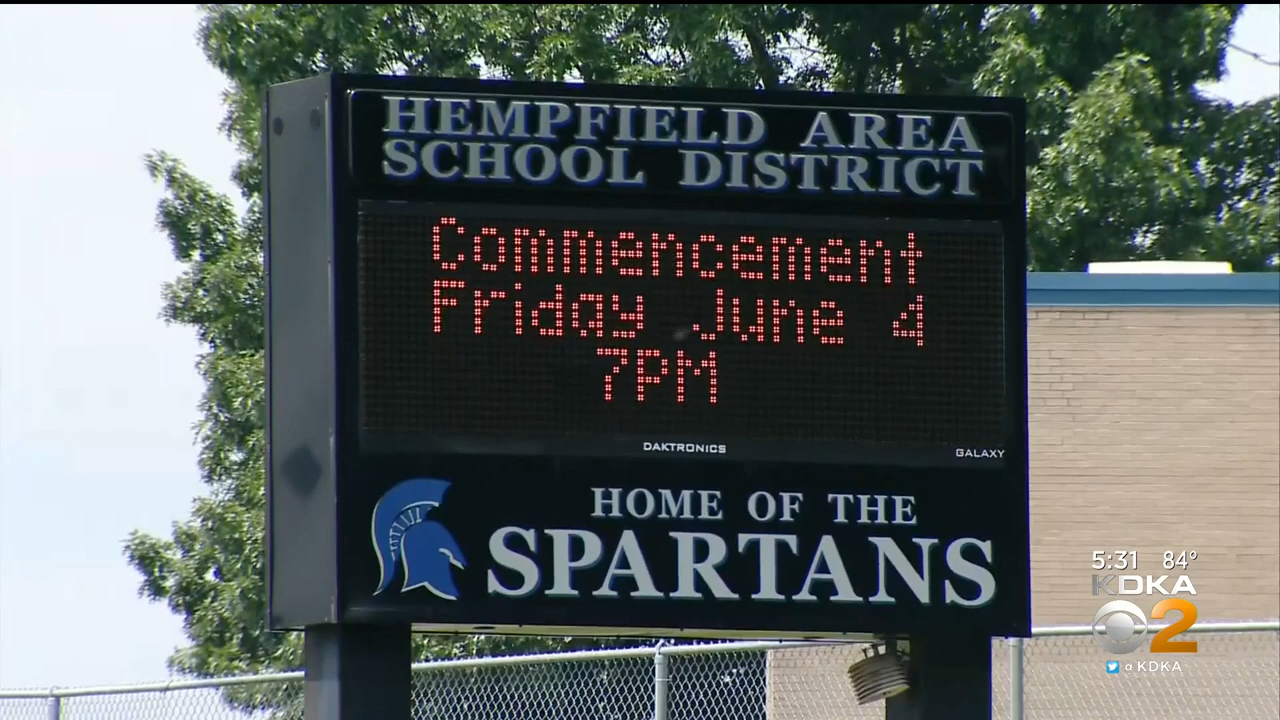 HEMPFIELD AREA
SCHOOL DISTRICT
Commencement
Friday June 4
7PM
DAKTRONICS
GALAXY
HOME OF THE
SPARTANS
5:31 84°
KDKA
2
@KDKA